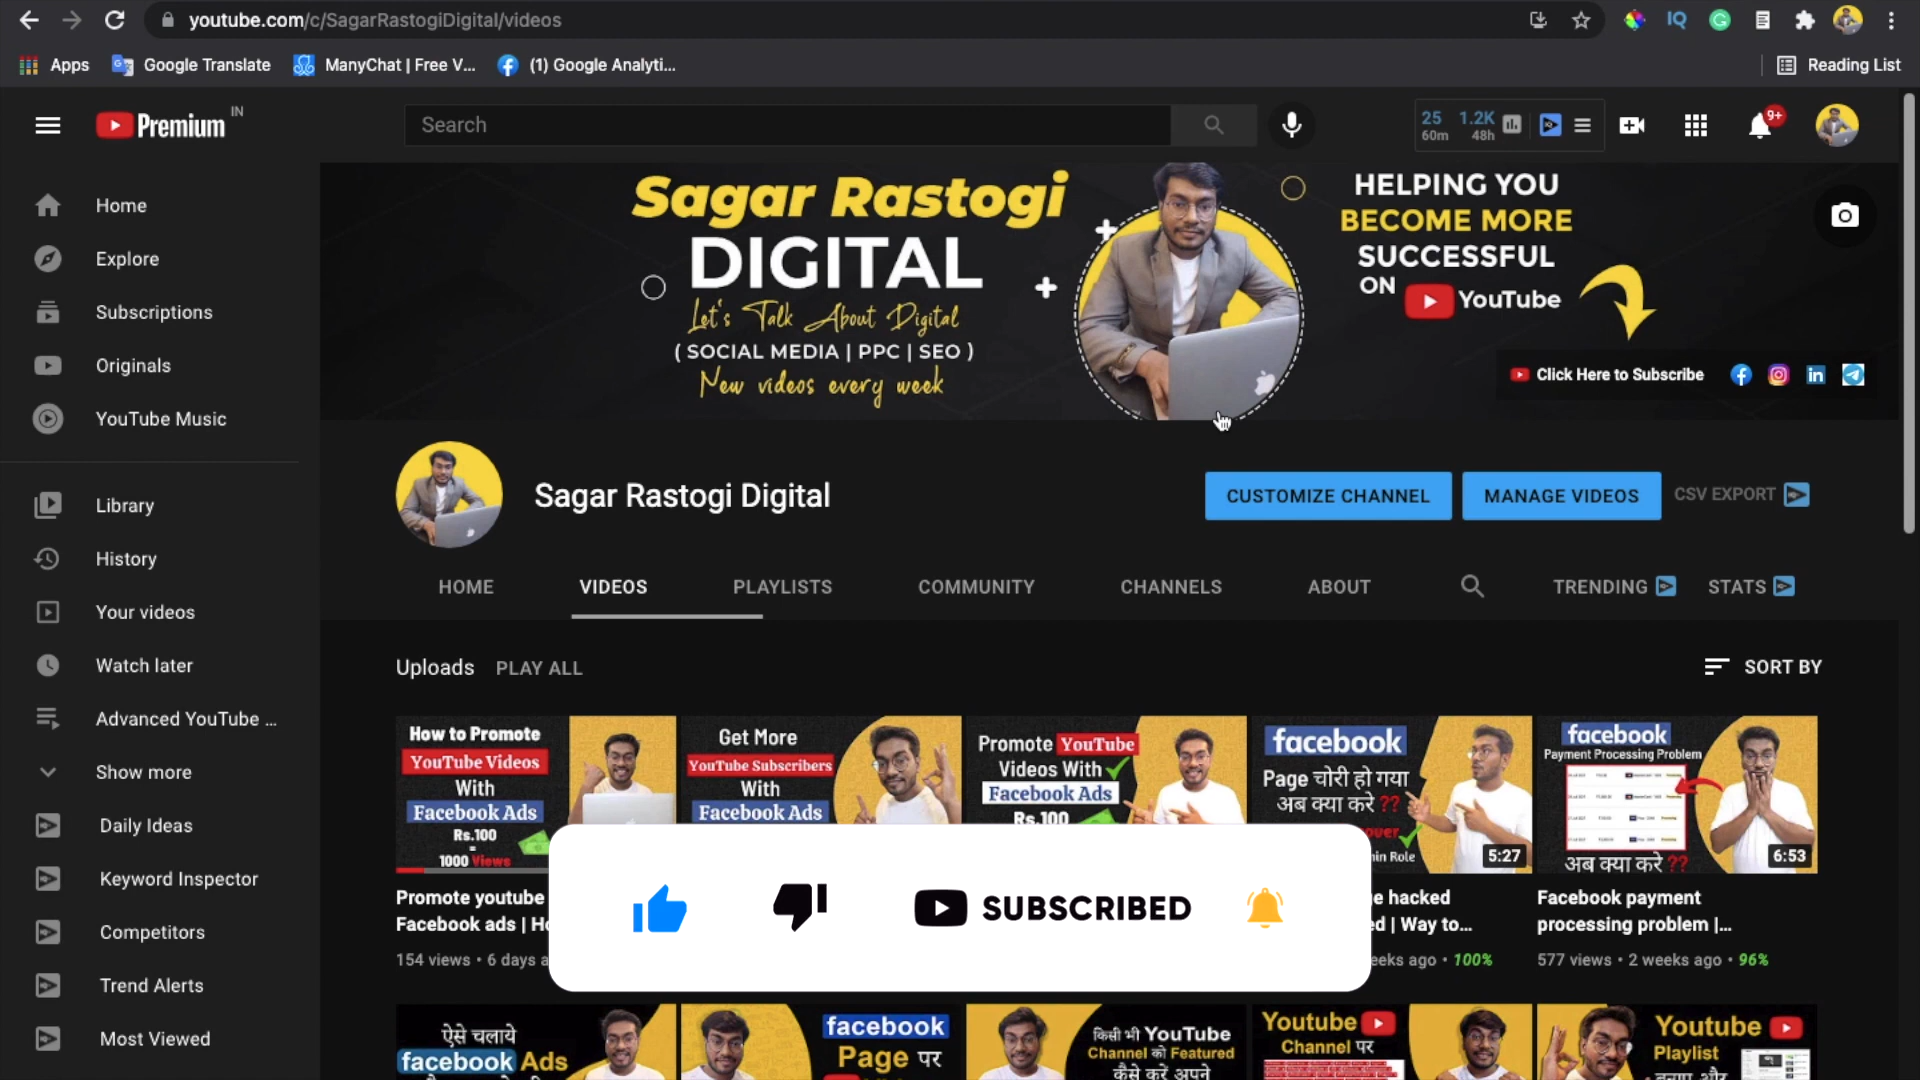 youtube.com/c/SagarRastogiDigital/videos
Apps
Google Translate
ManyChat | Free V...
(1) Google Analyti...
Reading List
Premium IN
Search
25 1.2K
60m 48h
9+
Home
Explore
Subscriptions
Originals
YouTube Music
Library
History
Your videos
Watch later
Advanced YouTube ...
Show more
Daily Ideas
Keyword Inspector
Competitors
Trend Alerts
Most Viewed
Sagar Rastogi
DIGITAL
Let's Talk About Digital
( SOCIAL MEDIA | PPC | SEO )
New videos every week
HELPING YOU
BECOME MORE
SUCCESSFUL
ON YouTube
Click Here to Subscribe
Sagar Rastogi Digital
CUSTOMIZE CHANNEL
MANAGE VIDEOS
CSV EXPORT
HOME
VIDEOS
PLAYLISTS
COMMUNITY
CHANNELS
ABOUT
TRENDING
STATS
Uploads
PLAY ALL
SORT BY
How to Promote
YouTube Videos
With
Facebook Ads
Rs.100
=
1000 Views
Promote youtube
Facebook ads |
154 views • 6 days
Get More
YouTube Subscribers
With
Facebook Ads
Promote YouTube
Videos With
Facebook Ads
Rs.100
facebook
Page चोरी हो गया
अब क्या करे ??
Role
5:27
hacked
| Way to...
ago • 100%
facebook
Payment Processing Problem
अब क्या करे ??
6:53
Facebook payment
processing problem |...
577 views • 2 weeks ago • 96%
SUBSCRIBED
ऐसे चलाये
facebook Ads
facebook
Page पर
किसी भी YouTube
Channel को Featured
कैसे करें अपने
Youtube
Channel पर
Youtube
Playlist